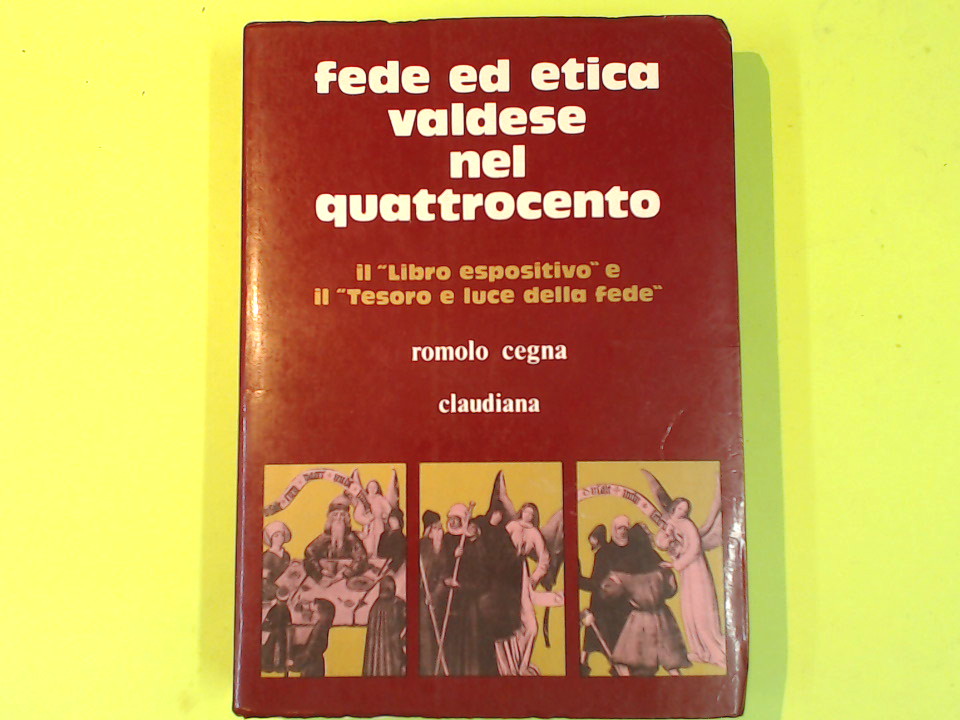 fede ed etica
valdese
nel
quattrocento
il "Libro espositivo" e
il "Tesoro e luce della fede"
romolo cegna
claudiana